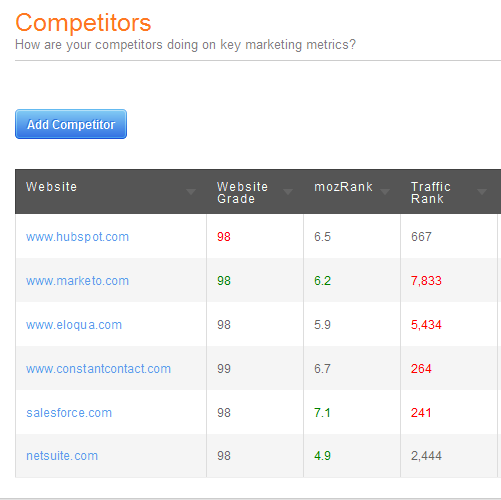 Competitors
How are your competitors doing on key marketing metrics?
Add Competitor
Website Website Grade mozRank Traffic Rank
www.hubspot.com 98 6.5 667
www.marketo.com 98 6.2 7,833
www.eloqua.com 98 5.9 5,434
www.constantcontact.com 99 6.7 264
salesforce.com 98 7.1 241
netsuite.com 98 4.9 2,444